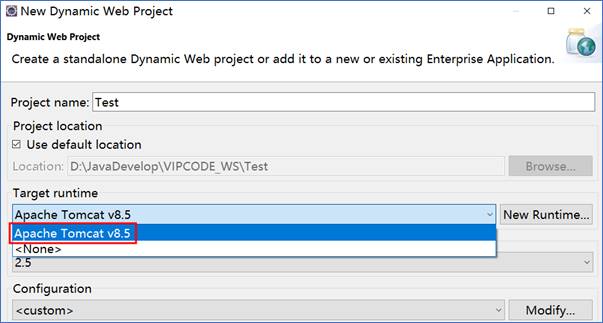 New Dynamic Web Project
Dynamic Web Project
Create a standalone Dynamic Web project or add it to a new or existing Enterprise Application.
Project name: Test
Project location
Use default location
Location: D:\JavaDevelop\VIPCODE_WS\Test Browse...
Target runtime
Apache Tomcat v8.5 New Runtime...
Apache Tomcat v8.5
<None>
2.5
Configuration
<custom> Modify...